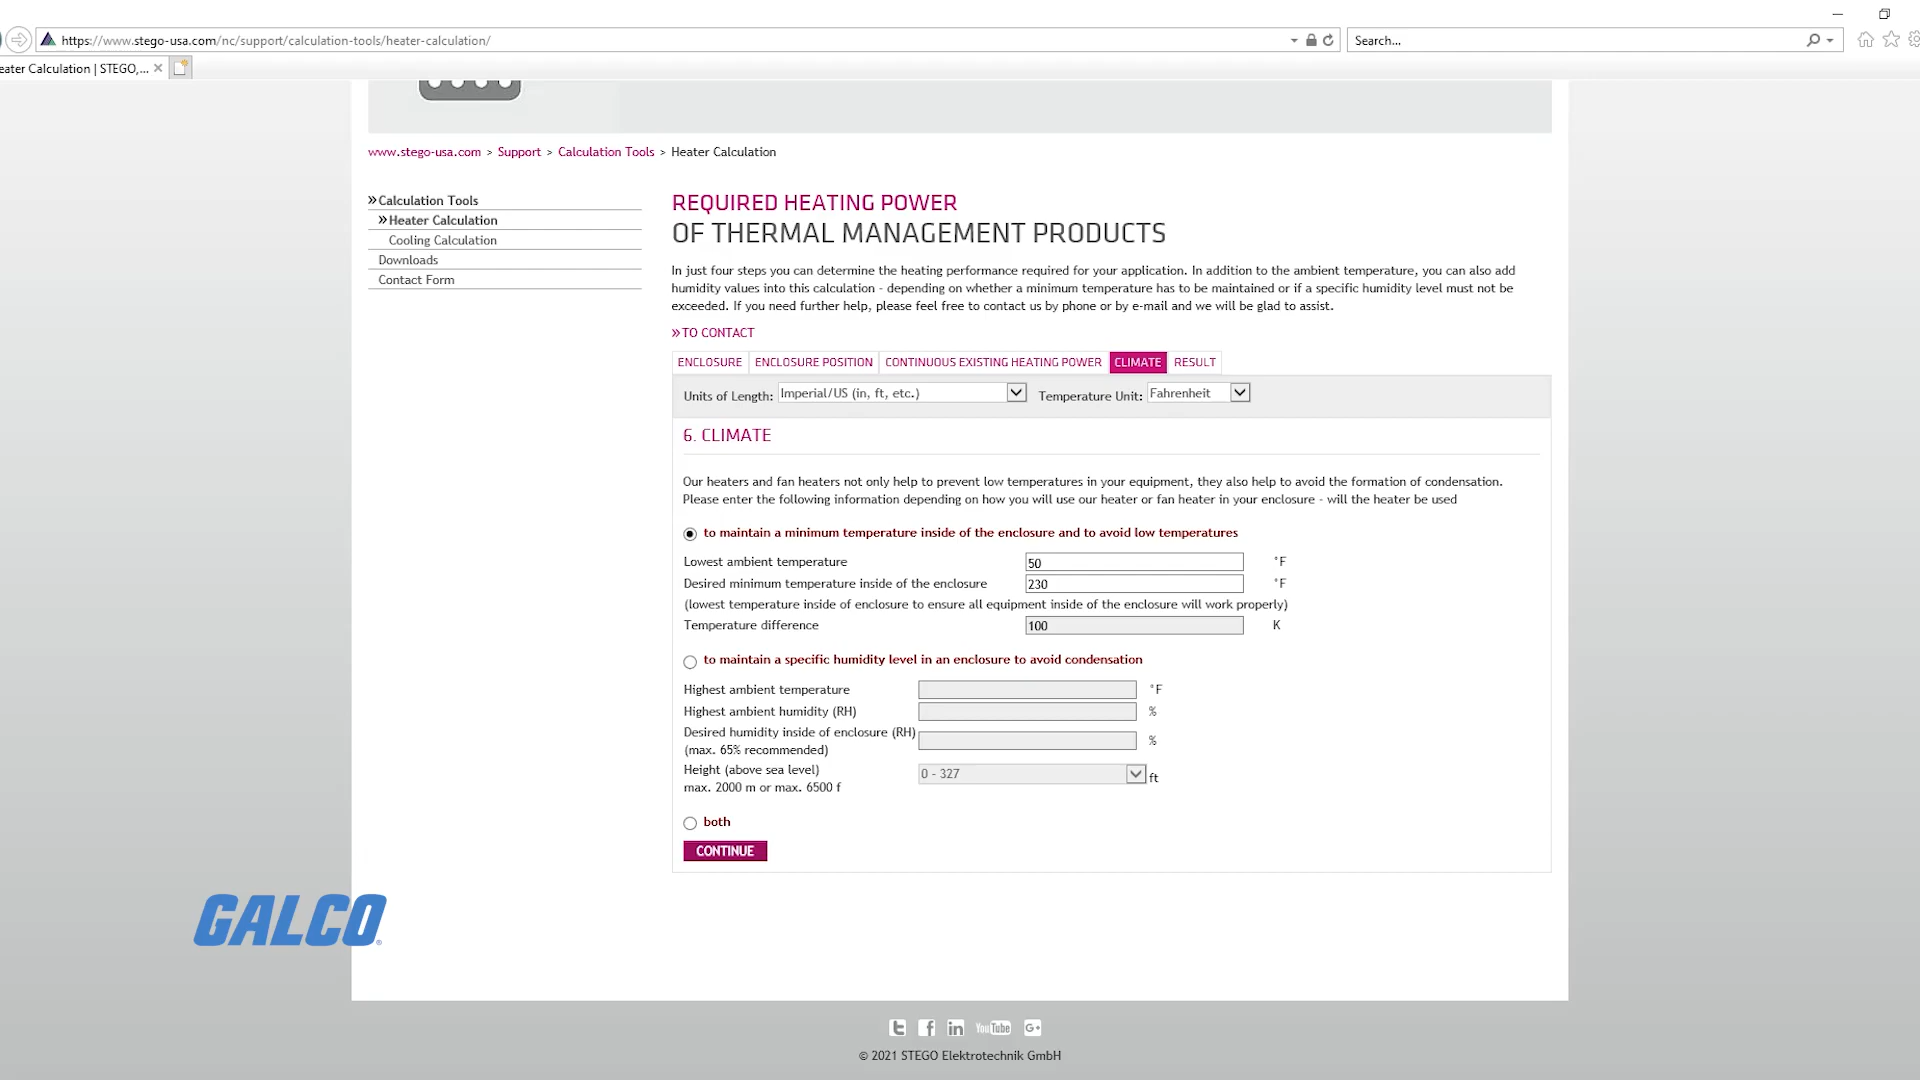 https://www.stego-usa.com/nc/support/calculation-tools/heater-calculation/
Search...
eater Calculation | STEGO,...
www.stego-usa.com > Support > Calculation Tools > Heater Calculation
Calculation Tools
Heater Calculation
Cooling Calculation
Downloads
Contact Form
REQUIRED HEATING POWER
OF THERMAL MANAGEMENT PRODUCTS
In just four steps you can determine the heating performance required for your application. In addition to the ambient temperature, you can also add
humidity values into this calculation - depending on whether a minimum temperature has to be maintained or if a specific humidity level must not be
exceeded. If you need further help, please feel free to contact us by phone or by e-mail and we will be glad to assist.
TO CONTACT
ENCLOSURE ENCLOSURE POSITION CONTINUOUS EXISTING HEATING POWER CLIMATE RESULT
Units of Length: Imperial/US (in, ft, etc.) Temperature Unit: Fahrenheit
6. CLIMATE
Our heaters and fan heaters not only help to prevent low temperatures in your equipment, they also help to avoid the formation of condensation.
Please enter the following information depending on how you will use our heater or fan heater in your enclosure - will the heater be used
to maintain a minimum temperature inside of the enclosure and to avoid low temperatures
Lowest ambient temperature 50 °F
Desired minimum temperature inside of the enclosure 230 °F
(lowest temperature inside of enclosure to ensure all equipment inside of the enclosure will work properly)
Temperature difference 100 K
to maintain a specific humidity level in an enclosure to avoid condensation
Highest ambient temperature °F
Highest ambient humidity (RH) %
Desired humidity inside of enclosure (RH) %
(max. 65% recommended)
Height (above sea level) 0 - 327 ft
max. 2000 m or max. 6500 f
both
CONTINUE
GALCO®
YouTube
G+
© 2021 STEGO Elektrotechnik GmbH